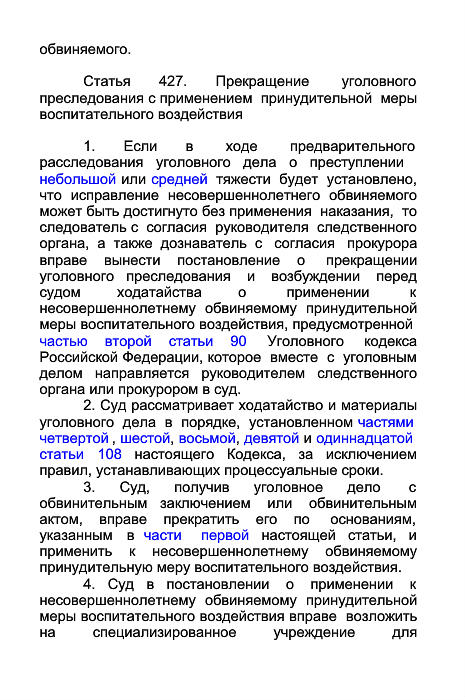 обвиняемого.
Статья 427. Прекращение уголовного
преследования с применением принудительной меры
воспитательного воздействия
1. Если в ходе предварительного
расследования уголовного дела о преступлении
небольшой или средней тяжести будет установлено,
что исправление несовершеннолетнего обвиняемого
может быть достигнуто без применения наказания, то
следователь с согласия руководителя следственного
органа, а также дознаватель с согласия прокурора
вправе вынести постановление о прекращении
уголовного преследования и возбуждении перед
судом ходатайства о применении к
несовершеннолетнему обвиняемому принудительной
меры воспитательного воздействия, предусмотренной
частью второй статьи 90 Уголовного кодекса
Российской Федерации, которое вместе с уголовным
делом направляется руководителем следственного
органа или прокурором в суд.
2. Суд рассматривает ходатайство и материалы
уголовного дела в порядке, установленном частями
четвертой , шестой, восьмой, девятой и одиннадцатой
статьи 108 настоящего Кодекса, за исключением
правил, устанавливающих процессуальные сроки.
3. Суд, получив уголовное дело с
обвинительным заключением или обвинительным
актом, вправе прекратить его по основаниям,
указанным в части первой настоящей статьи, и
применить к несовершеннолетнему обвиняемому
принудительную меру воспитательного воздействия.
4. Суд в постановлении о применении к
несовершеннолетнему обвиняемому принудительной
меры воспитательного воздействия вправе возложить
на специализированное учреждение для